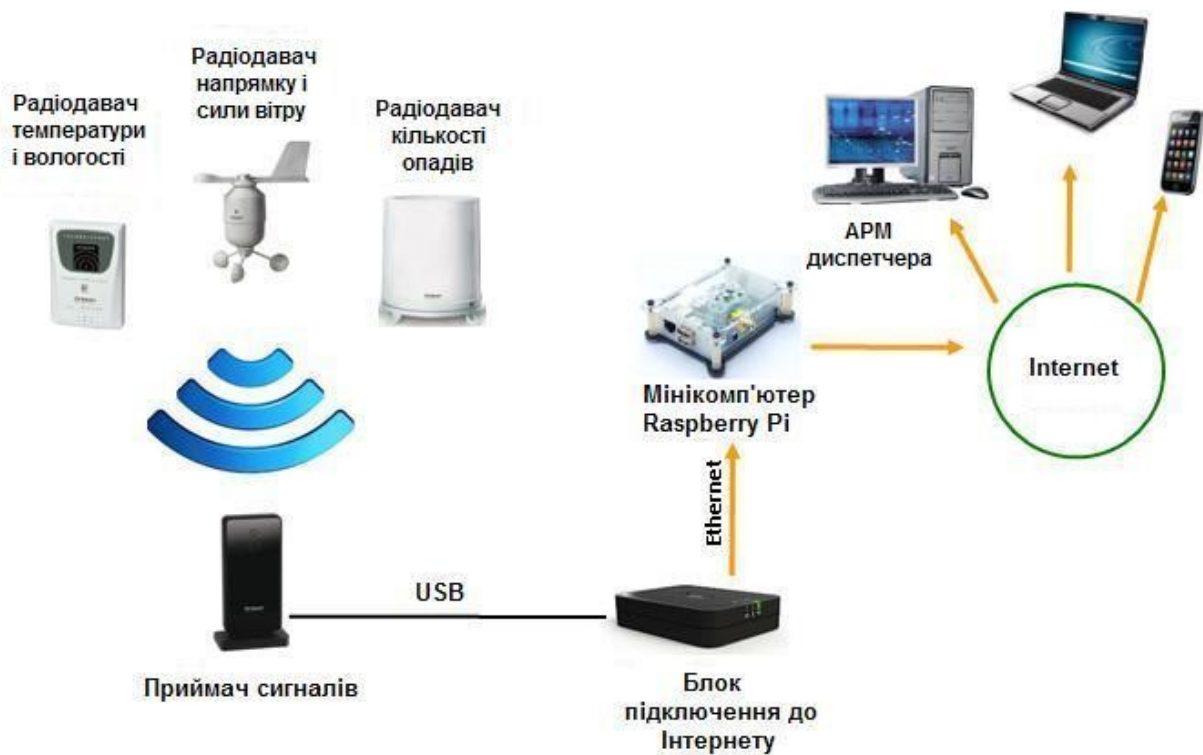 Радіодавач
температури
і вологості
Радіодавач
напрямку і
сили вітру
Радіодавач
кількості
опадів
АРМ
диспетчера
Internet
Мінікомп'ютер
Raspberry Pi
Ethernet
USB
Приймач сигналів
Блок
підключення до
Інтернету